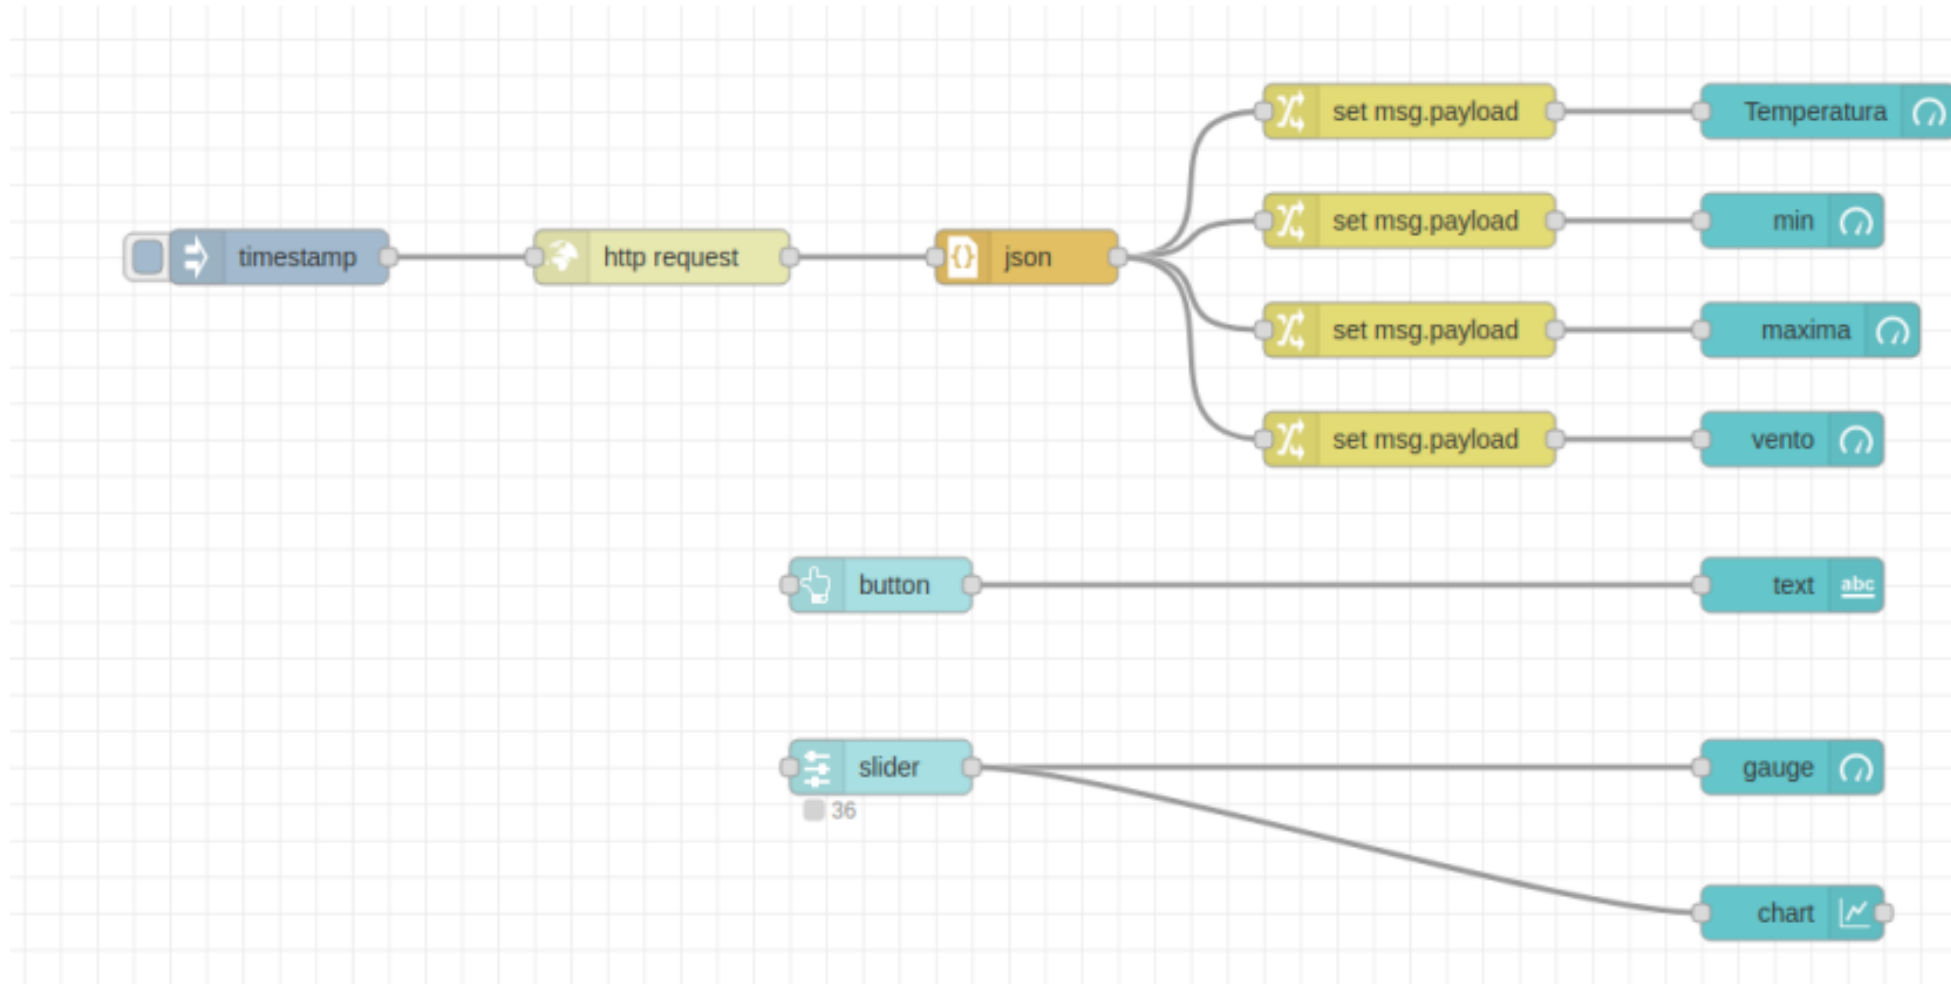 set msg.payload
Temperatura
set msg.payload
min
timestamp
http request
json
set msg.payload
maxima
set msg.payload
vento
button
text
abc
slider
gauge
36
chart